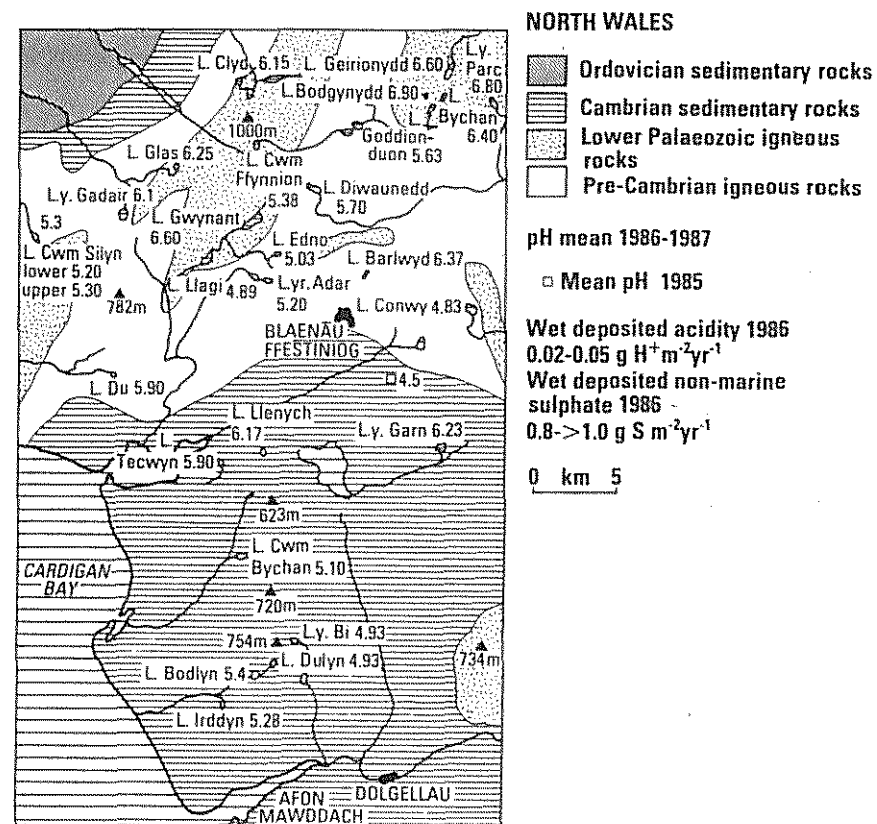 NORTH WALES
Ordovician sedimentary rocks
Cambrian sedimentary rocks
Lower Palaeozoic igneous
rocks
Pre-Cambrian igneous rocks
pH mean 1986-1987
Mean pH 1985
Wet deposited acidity 1986
0.02-0.05 g H⁺m⁻²yr⁻¹
Wet deposited non-marine
sulphate 1986
0.8->1.0 g S m⁻²yr⁻¹
0 km 5
L. Clyd 6.15
L. Geirionydd 6.60
Ly.
Parc
6.80
L. Bodgynydd 6.90
L.
Bychan
6.40
1000m
Goddion-
duon 5.63
L. Glas 6.25
L. Cwm
Ffynnion
5.38
L. Diwaunedd
5.70
Ly. Gadair 6.1
5.3
L. Gwynant
6.60
L. Cwm Silyn
lower 5.20
upper 5.30
782m
L. Edno
5.03
L. Barlwyd 6.37
L. Llagi 4.89
Lyr. Adar
5.20
L. Conwy 4.83
BLAENAU
FFESTINIOG
4.5
L. Du 5.90
L. Llenych
6.17
Ly. Garn 6.23
L.
Tecwyn 5.90
623m
L. Cwm
Bychan 5.10
CARDIGAN
BAY
720m
754m
Ly. Bi 4.93
L. Dulyn 4.93
734m
L. Bodlyn 5.4
L. Irddyn 5.28
AFON
MAWDDACH
DOLGELLAU